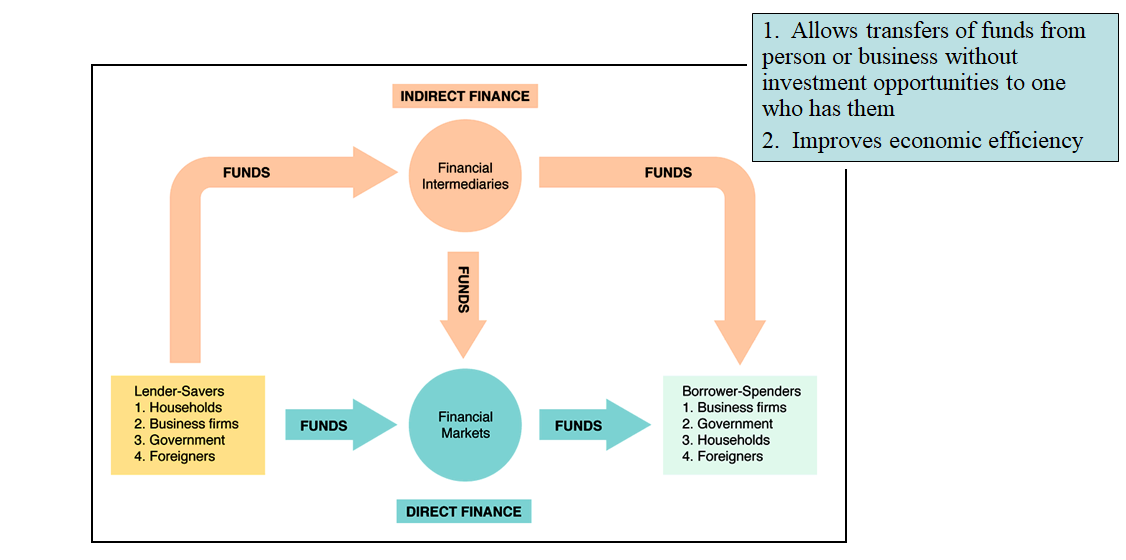 1.  Allows transfers of funds from
person or business without
investment opportunities to one
who has them
2.  Improves economic efficiency
INDIRECT FINANCE
FUNDS
Financial
Intermediaries
FUNDS
FUNDS
Lender-Savers
1. Households
2. Business firms
3. Government
4. Foreigners
FUNDS
Financial
Markets
FUNDS
Borrower-Spenders
1. Business firms
2. Government
3. Households
4. Foreigners
DIRECT FINANCE